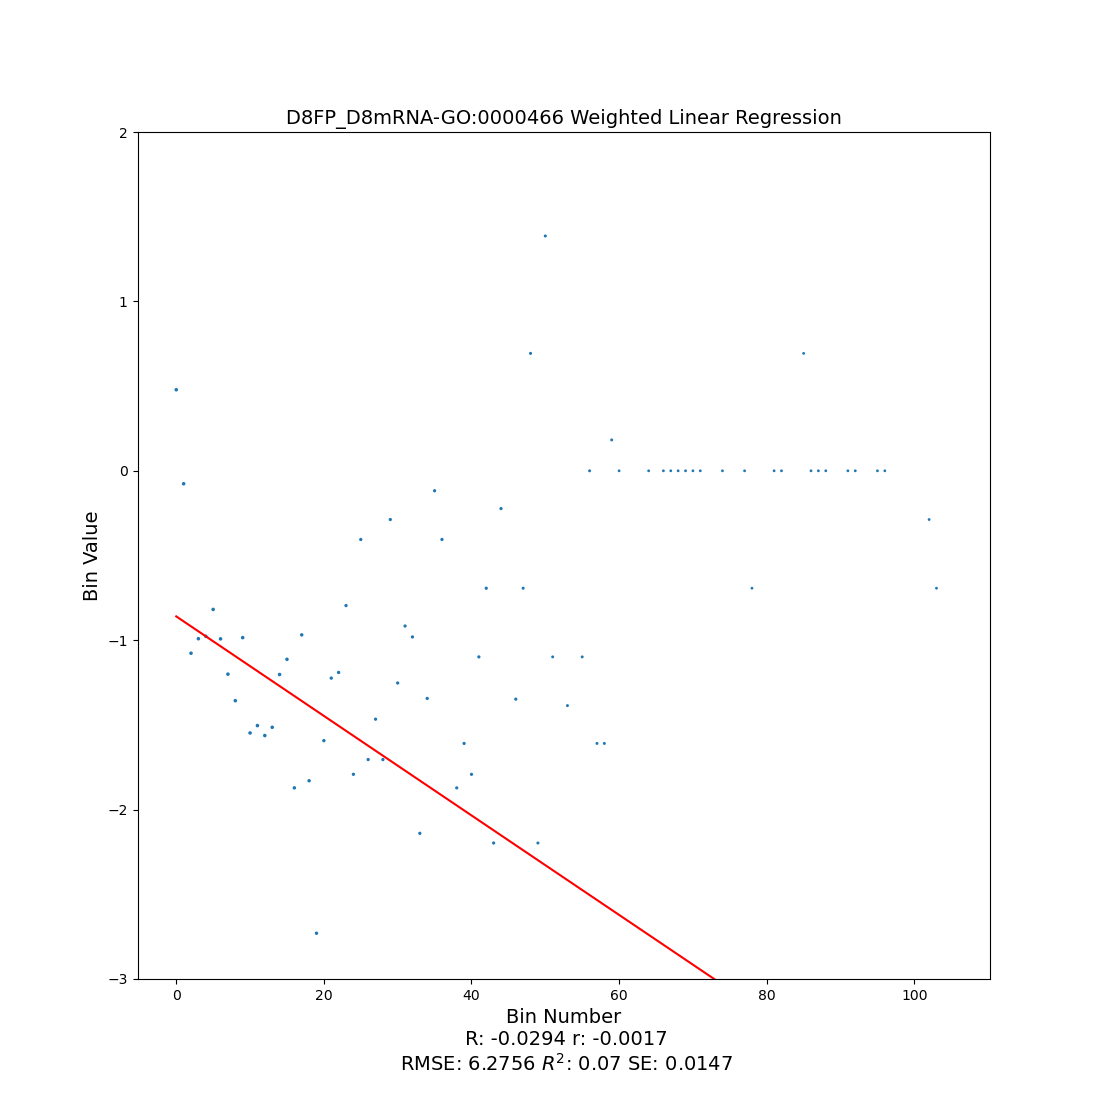 D8FP_D8mRNA-GO:0000466 Weighted Linear Regression
2
1
0
−1
−2
−3
Bin Value
0 20 40 60 80 100
Bin Number
R: -0.0294 r: -0.0017
RMSE: 6.2756 R²: 0.07 SE: 0.0147